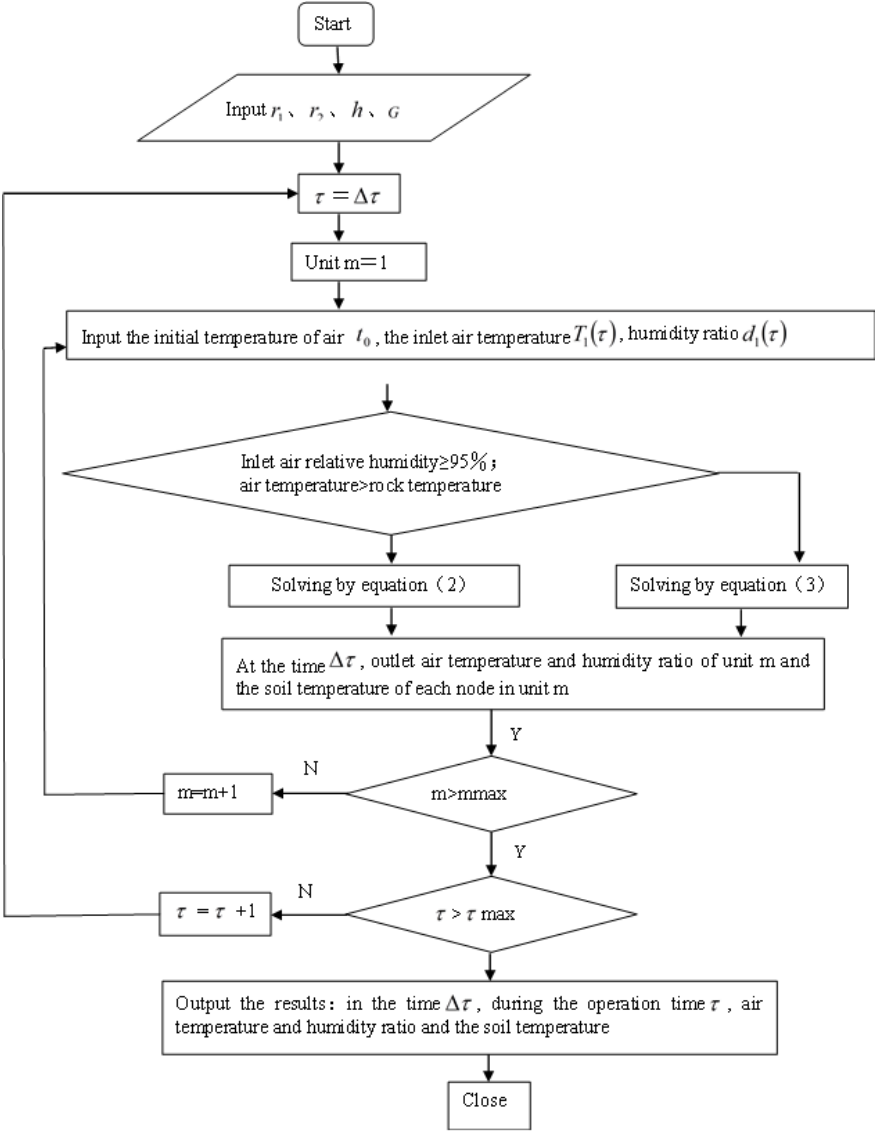 Start
Input r₁、 r₂、 h、 G
τ ＝Δτ
Unit m＝1
Input the initial temperature of air t₀ , the inlet air temperature T₁(τ) , humidity ratio d₁(τ)
Inlet air relative humidity≥95%；
air temperature>rock temperature
Solving by equation（2）
Solving by equation（3）
At the time Δτ , outlet air temperature and humidity ratio of unit m and
the soil temperature of each node in unit m
Y
N
m=m+1
m>mmax
Y
N
τ = τ +1
τ > τ max
Output the results: in the time Δτ , during the operation time τ , air
temperature and humidity ratio and the soil temperature
Close